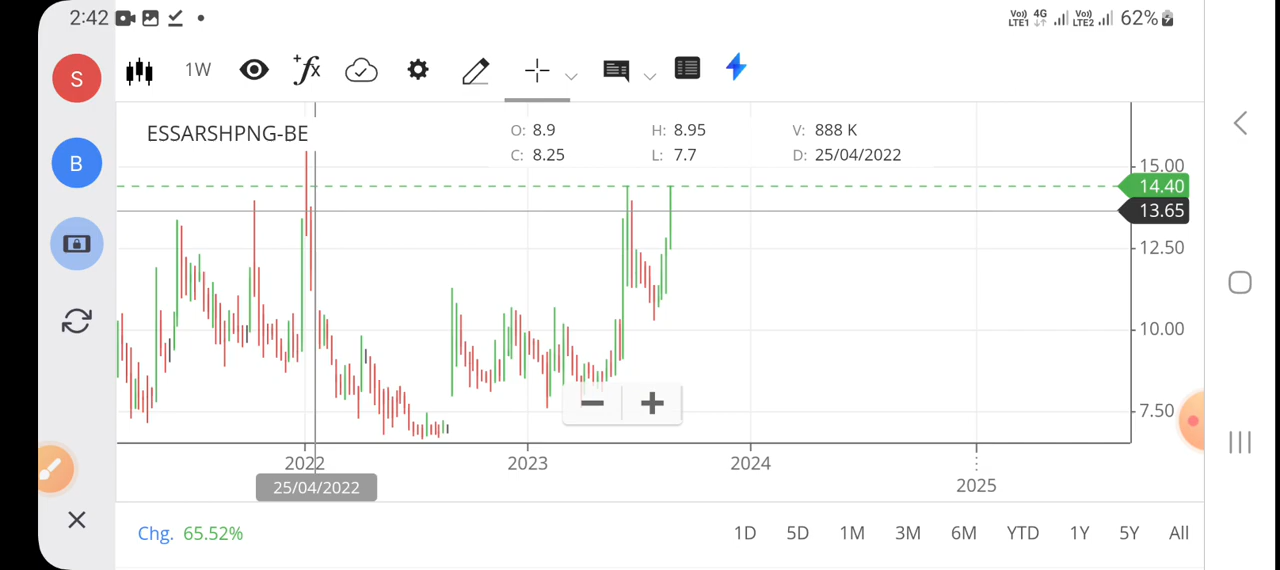 2:42
Vo) LTE1 4G Vo) LTE2 62%
S
1W
+fx
B
ESSARSHPNG-BE
O: 8.9 H: 8.95 V: 888 K
C: 8.25 L: 7.7 D: 25/04/2022
15.00
14.40
13.65
12.50
10.00
7.50
2022 2023 2024 2025
25/04/2022
Chg. 65.52% 1D 5D 1M 3M 6M YTD 1Y 5Y All